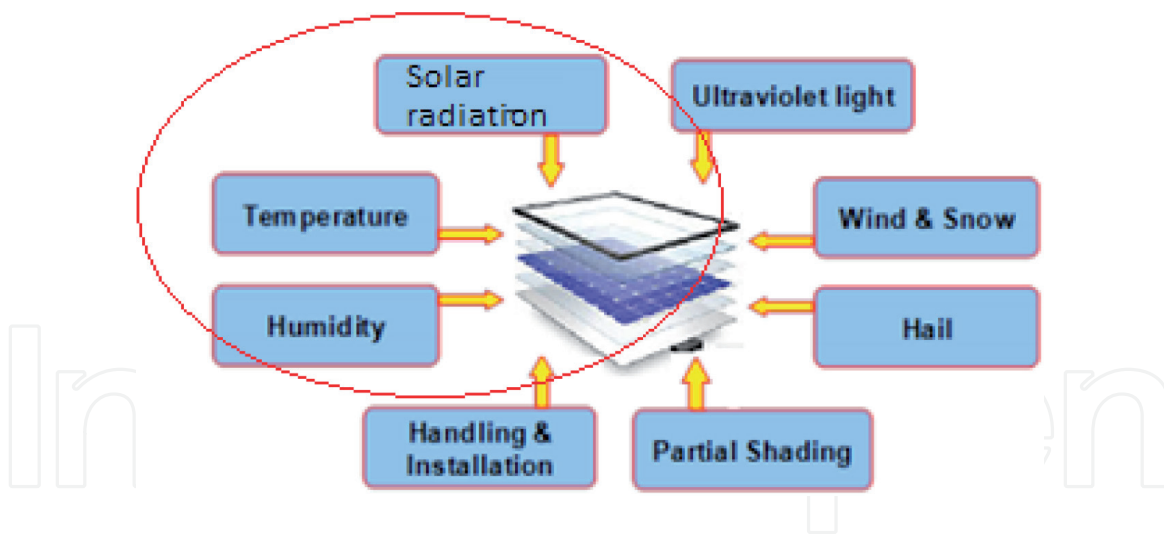 Solar
radiation
Ultraviolet light
Temperature
Wind & Snow
Humidity
Hail
Handling &
Installation
Partial Shading